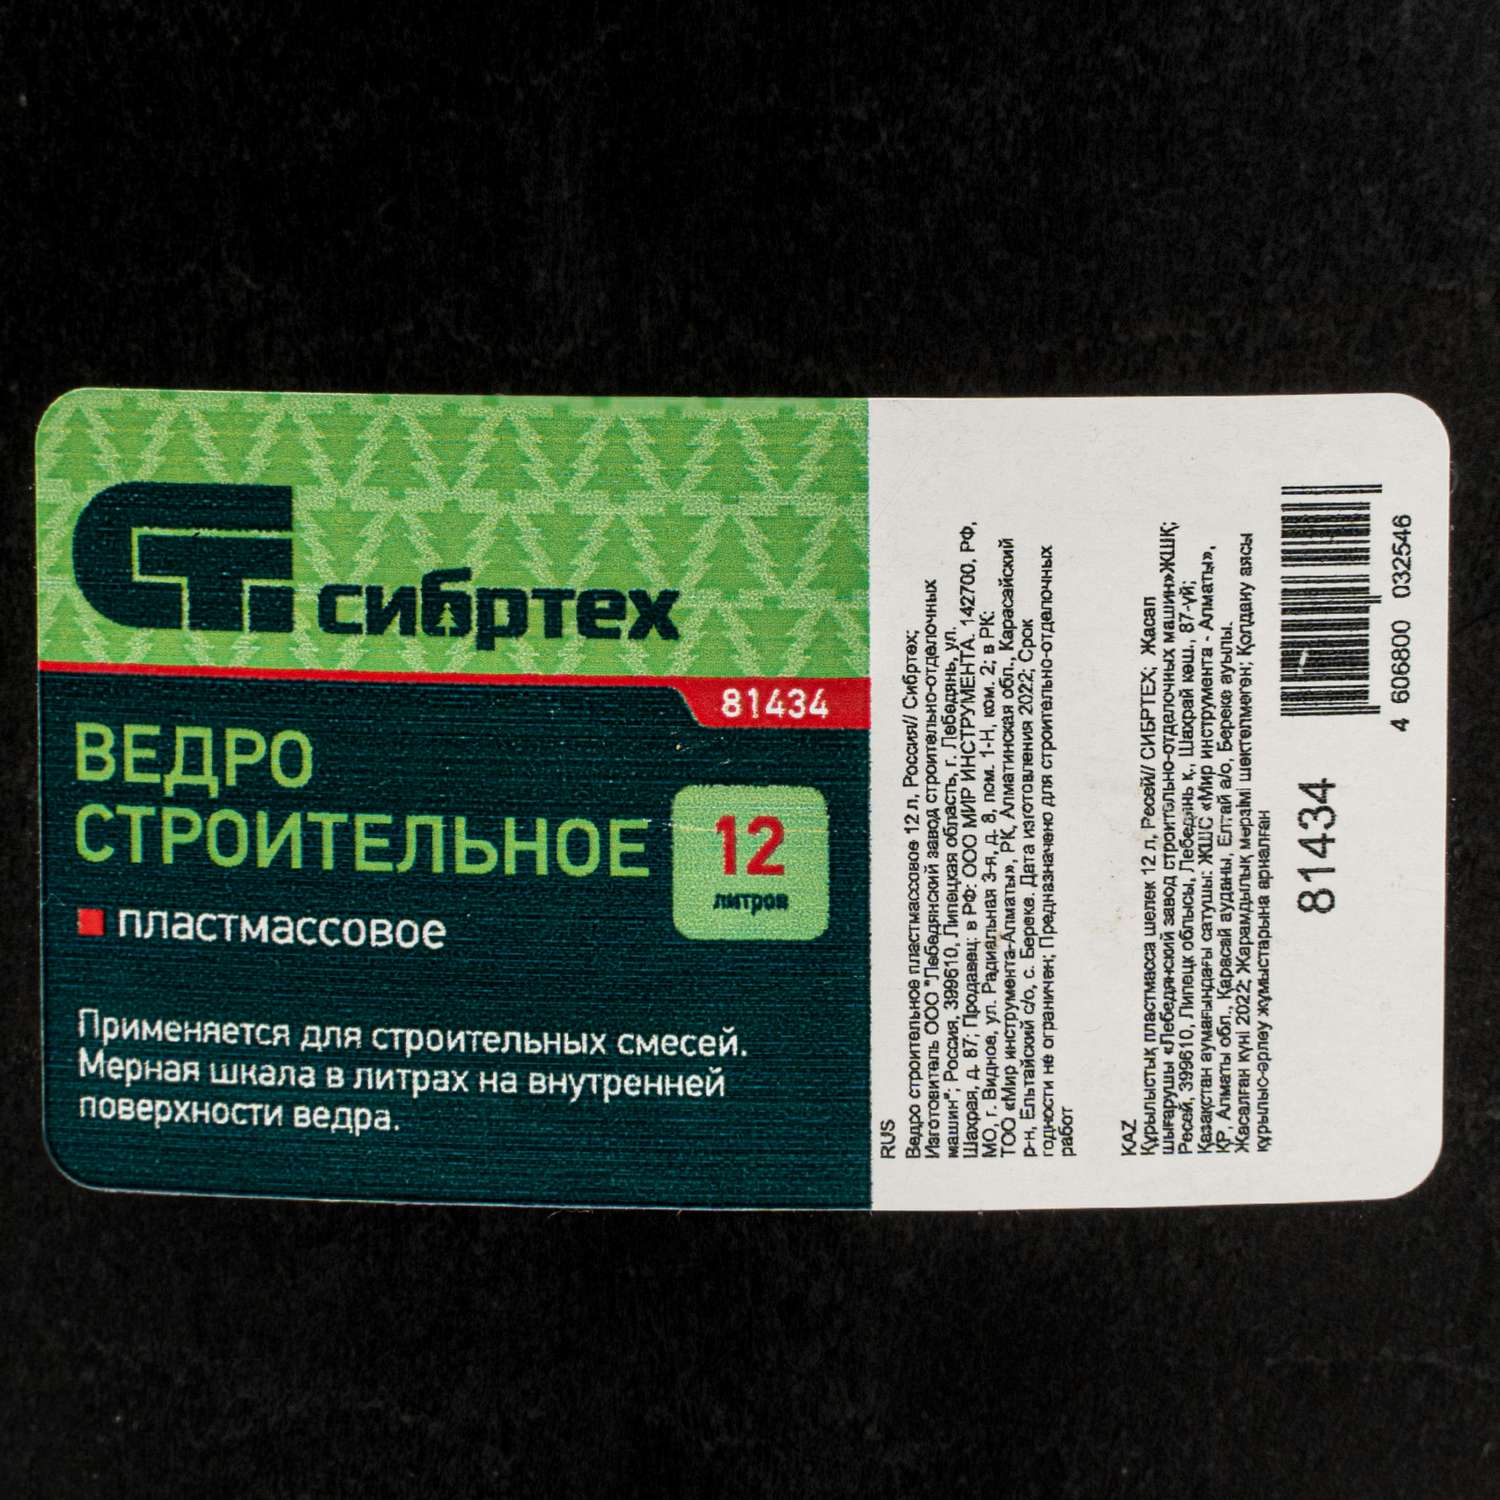 сибртех
81434
ВЕДРО
СТРОИТЕЛЬНОЕ
12
литров
пластмассовое
Применяется для строительных смесей.
Мерная шкала в литрах на внутренней
поверхности ведра.
RUS
Ведро строительное пластмассовое 12 л, Россия// Сибртех;
Изготовитель ООО "Лебедянский завод строительно-отделочных
машин"; Россия, 399610, Липецкая область, г. Лебедянь, ул.
Шахрая, д. 87; Продавец: в РФ: ООО МИР ИНСТРУМЕНТА. 142700, РФ,
МО, г. Видное, ул. Радиальная 3-я, д. 8, пом. 1-Н, ком. 2; в РК:
ТОО «Мир инструмента-Алматы», РК, Алматинская обл., Карасайский
р-н, Ельтайский с/о, с. Береке. Дата изготовления 2022; Срок
годности не ограничен; Предназначено для строительно-отделочных
работ
KAZ
Құрылыстық пластмасса шелек 12 л, Ресей// СИБРТЕХ; Жасап
шығарушы «Лебедянский завод строительно-отделочных машин»ЖШҚ;
Ресей, 399610, Липецк облысы, Лебедянь қ., Шахрай көш., 87-үй;
Қазақстан аумағындағы сатушы: ЖШС «Мир инструмента - Алматы»,
ҚР, Алматы обл., Қарасай ауданы, Елтай а/о, Береке ауылы.
Жасалған күні 2022; Жарамдылық мерзімі шектелмеген; Қолдану аясы
құрылыс-әрлеу жұмыстарына арналған
81434
4 606800 032546